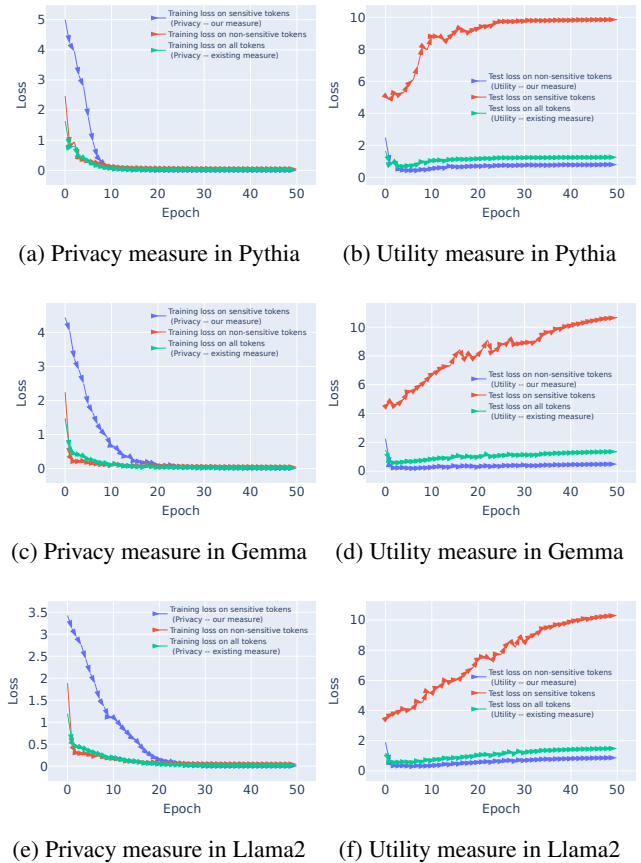 Training loss on sensitive tokens
(Privacy -- our measure)
Training loss on non-sensitive tokens
Training loss on all tokens
(Privacy -- existing measure)
5
4
3
2
1
0
Loss
0 10 20 30 40 50
Epoch
(a) Privacy measure in Pythia
10
8
6
4
2
0
Loss
Test loss on non-sensitive tokens
(Utility -- our measure)
Test loss on sensitive tokens
Test loss on all tokens
(Utility -- existing measure)
0 10 20 30 40 50
Epoch
(b) Utility measure in Pythia
Training loss on sensitive tokens
(Privacy -- our measure)
Training loss on non-sensitive tokens
Training loss on all tokens
(Privacy -- existing measure)
4
3
2
1
0
Loss
0 10 20 30 40 50
Epoch
(c) Privacy measure in Gemma
10
8
6
4
2
0
Loss
Test loss on non-sensitive tokens
(Utility -- our measure)
Test loss on sensitive tokens
Test loss on all tokens
(Utility -- existing measure)
0 10 20 30 40 50
Epoch
(d) Utility measure in Gemma
Training loss on sensitive tokens
(Privacy -- our measure)
Training loss on non-sensitive tokens
Training loss on all tokens
(Privacy -- existing measure)
3.5
3
2.5
2
1.5
1
0.5
0
Loss
0 10 20 30 40 50
Epoch
(e) Privacy measure in Llama2
10
8
6
4
2
0
Loss
Test loss on non-sensitive tokens
(Utility -- our measure)
Test loss on sensitive tokens
Test loss on all tokens
(Utility -- existing measure)
0 10 20 30 40 50
Epoch
(f) Utility measure in Llama2